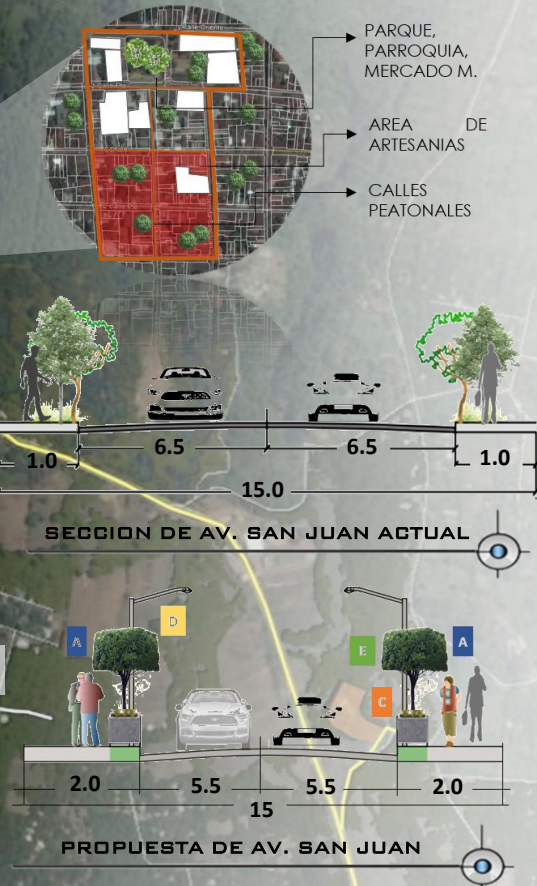 PARQUE,
PARROQUIA,
MERCADO M.
AREA DE
ARTESANIAS
CALLES
PEATONALES
6.5 6.5
1.0 1.0
15.0
SECCION DE AV. SAN JUAN ACTUAL
D
A E A
C
2.0 5.5 5.5 2.0
15
PROPUESTA DE AV. SAN JUAN